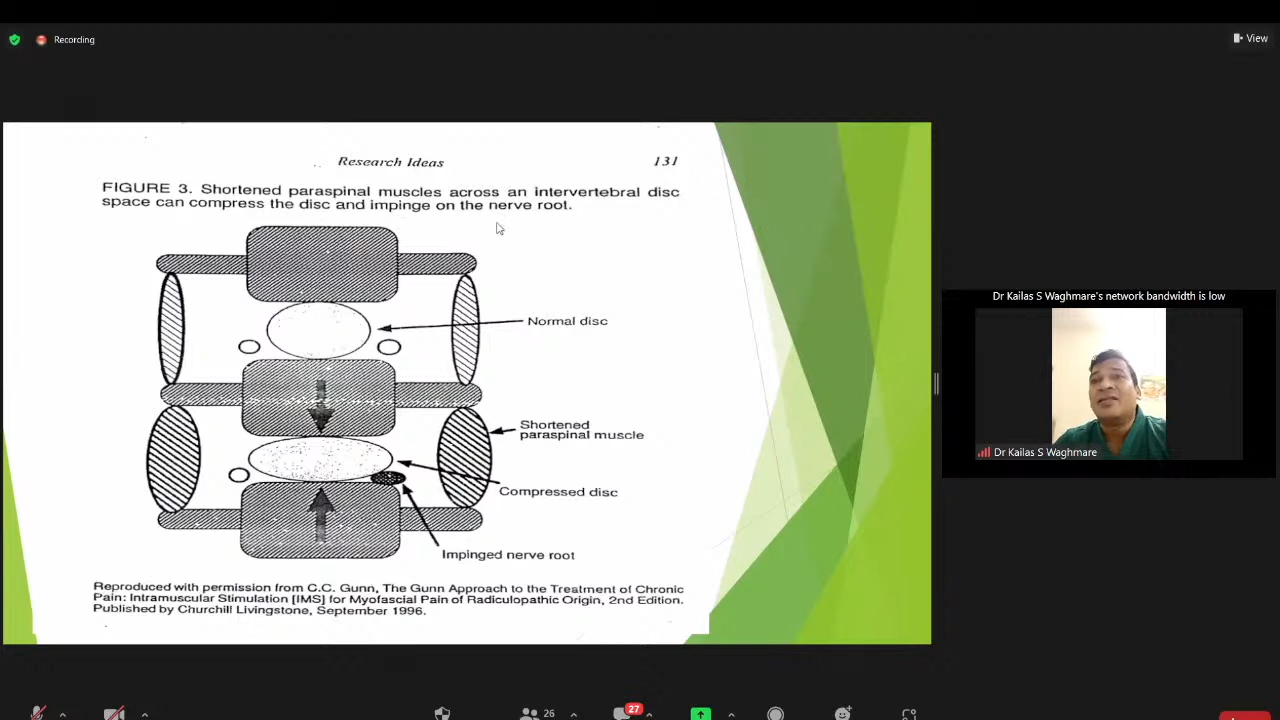 Recording
View
Research Ideas
131
FIGURE 3. Shortened paraspinal muscles across an intervertebral disc
space can compress the disc and impinge on the nerve root.
Normal disc
Shortened
paraspinal muscle
Compressed disc
Impinged nerve root
Reproduced with permission from C.C. Gunn, The Gunn Approach to the Treatment of Chronic
Pain: Intramuscular Stimulation [IMS] for Myofascial Pain of Radiculopathic Origin, 2nd Edition.
Published by Churchill Livingstone, September 1996.
Dr Kailas S Waghmare's network bandwidth is low
Dr Kailas S Waghmare
26
27